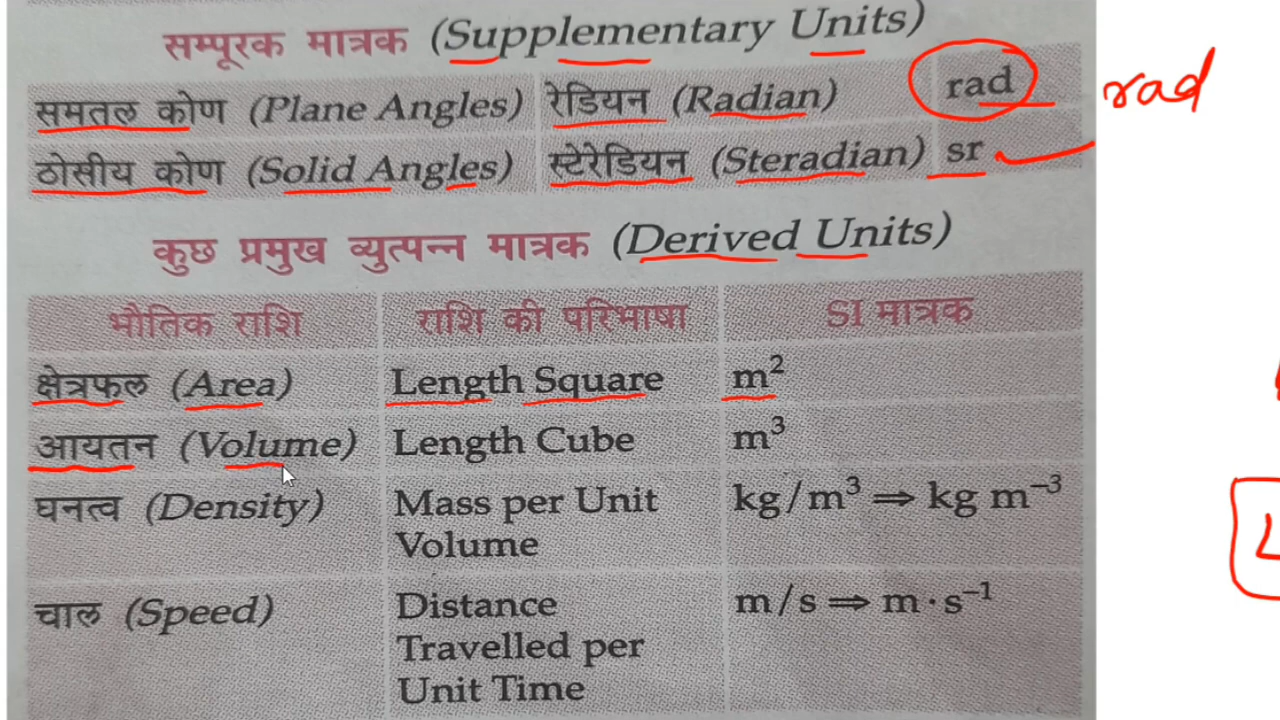 सम्पूरक मात्रक (Supplementary Units)
समतल कोण (Plane Angles) रेडियन (Radian) rad rad
ठोसीय कोण (Solid Angles) स्टेरेडियन (Steradian) sr
कुछ प्रमुख व्युत्पन्न मात्रक (Derived Units)
भौतिक राशि राशि की परिभाषा SI मात्रक
क्षेत्रफल (Area) Length Square m²
आयतन (Volume) Length Cube m³
घनत्व (Density) Mass per Unit kg/m³ ⇒ kg m⁻³
Volume
चाल (Speed) Distance m/s ⇒ m·s⁻¹
Travelled per
Unit Time